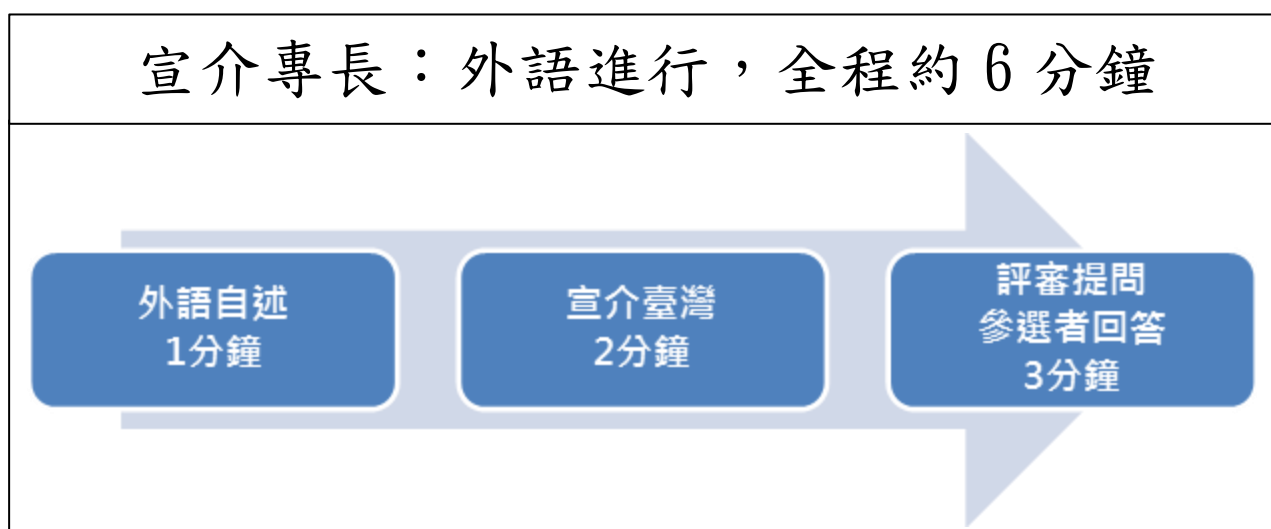 宣介專長：外語進行，全程約 6 分鐘
外語自述
1分鐘
宣介臺灣
2分鐘
評審提問
參選者回答
3分鐘